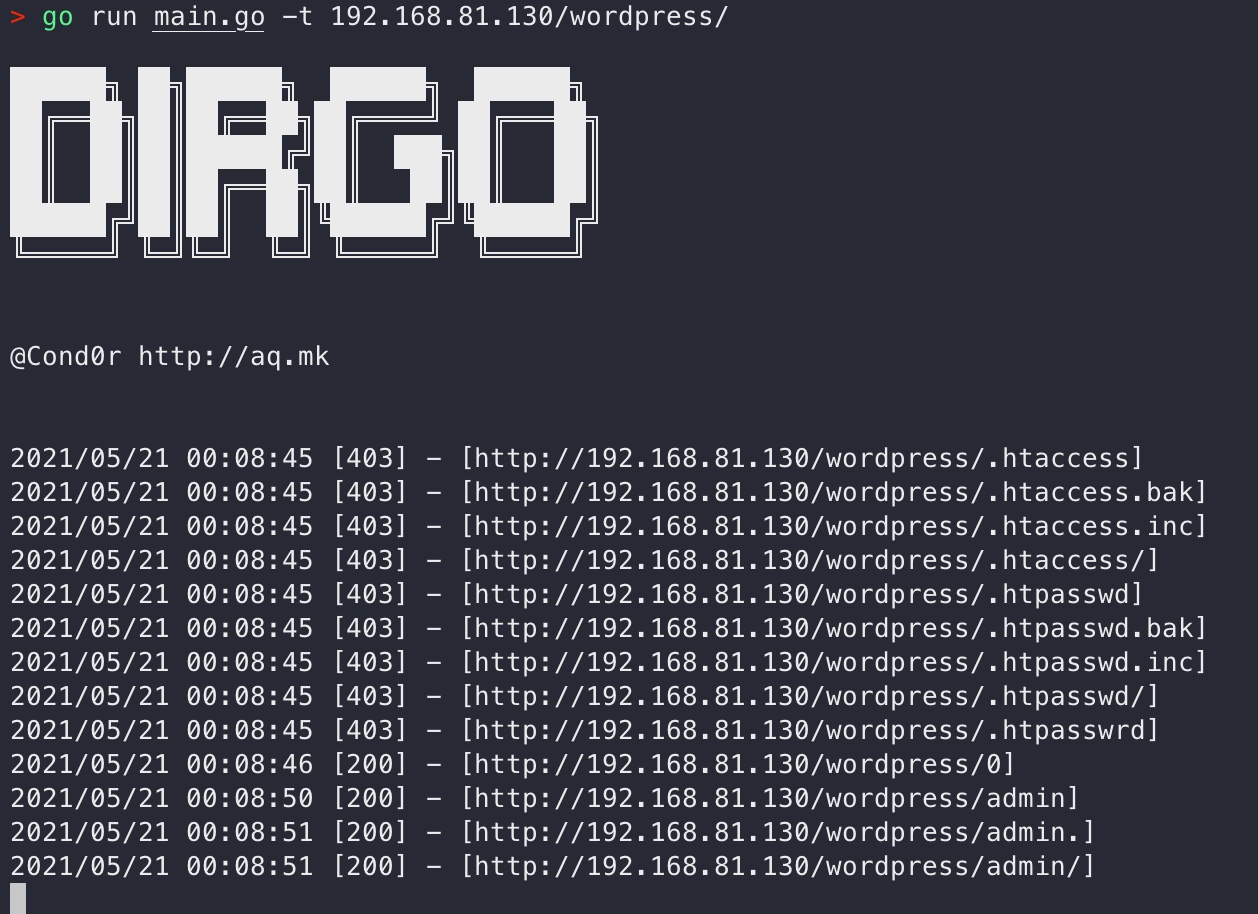 > go run main.go -t 192.168.81.130/wordpress/
DIRGO
@Cond0r http://aq.mk
2021/05/21 00:08:45 [403] - [http://192.168.81.130/wordpress/.htaccess]
2021/05/21 00:08:45 [403] - [http://192.168.81.130/wordpress/.htaccess.bak]
2021/05/21 00:08:45 [403] - [http://192.168.81.130/wordpress/.htaccess.inc]
2021/05/21 00:08:45 [403] - [http://192.168.81.130/wordpress/.htaccess/]
2021/05/21 00:08:45 [403] - [http://192.168.81.130/wordpress/.htpasswd]
2021/05/21 00:08:45 [403] - [http://192.168.81.130/wordpress/.htpasswd.bak]
2021/05/21 00:08:45 [403] - [http://192.168.81.130/wordpress/.htpasswd.inc]
2021/05/21 00:08:45 [403] - [http://192.168.81.130/wordpress/.htpasswd/]
2021/05/21 00:08:45 [403] - [http://192.168.81.130/wordpress/.htpasswrd]
2021/05/21 00:08:46 [200] - [http://192.168.81.130/wordpress/0]
2021/05/21 00:08:50 [200] - [http://192.168.81.130/wordpress/admin]
2021/05/21 00:08:51 [200] - [http://192.168.81.130/wordpress/admin.]
2021/05/21 00:08:51 [200] - [http://192.168.81.130/wordpress/admin/]